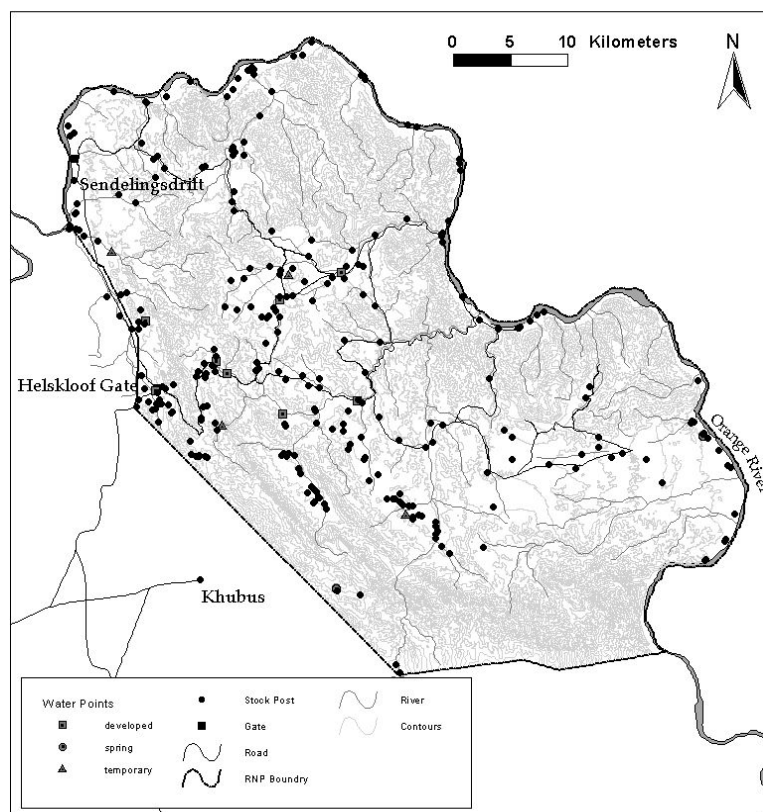 0 5 10 Kilometers
N
Sendelingsdrift
Helskloof Gate
Orange River
Khubus
Water Points
developed
spring
temporary
Stock Post
Gate
Road
RNP Boundry
River
Contours